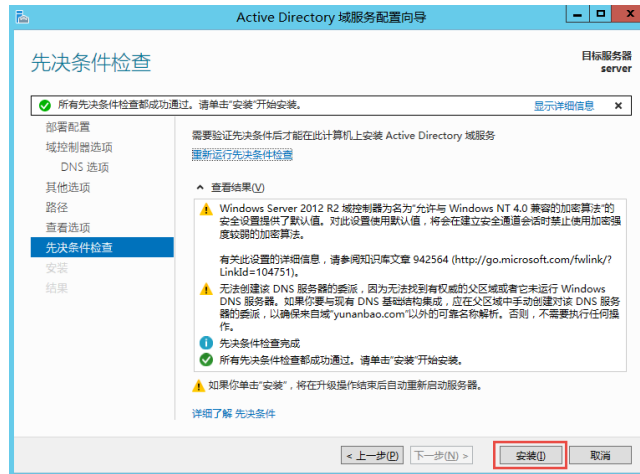 Active Directory 域服务配置向导
先决条件检查
目标服务器
server
所有先决条件检查都成功通过。请单击"安装"开始安装。
显示详细信息
部署配置
域控制器选项
DNS 选项
其他选项
路径
查看选项
先决条件检查
安装
结果
需要验证先决条件后才能在此计算机上安装 Active Directory 域服务
重新运行先决条件检查
查看结果(V)
Windows Server 2012 R2 域控制器为名为"允许与 Windows NT 4.0 兼容的加密算法"的
安全设置提供了默认值。对此设置使用默认值，将会在建立安全通道会话时禁止使用加密强
度较弱的加密算法。
有关此设置的详细信息，请参阅知识库文章 942564 (http://go.microsoft.com/fwlink/?
LinkId=104751)。
无法创建该 DNS 服务器的委派，因为无法找到有权威的父区域或者它未运行 Windows
DNS 服务器。如果你要与现有 DNS 基础结构集成，应在父区域中手动创建对该 DNS 服务
器的委派，以确保来自域"yunanbao.com"以外的可靠名称解析。否则，不需要执行任何操
作。
先决条件检查完成
所有先决条件检查都成功通过。请单击"安装"开始安装。
如果你单击"安装"，将在升级操作结束后自动重新启动服务器。
详细了解 先决条件
< 上一步(P)
下一步(N) >
安装(I)
取消